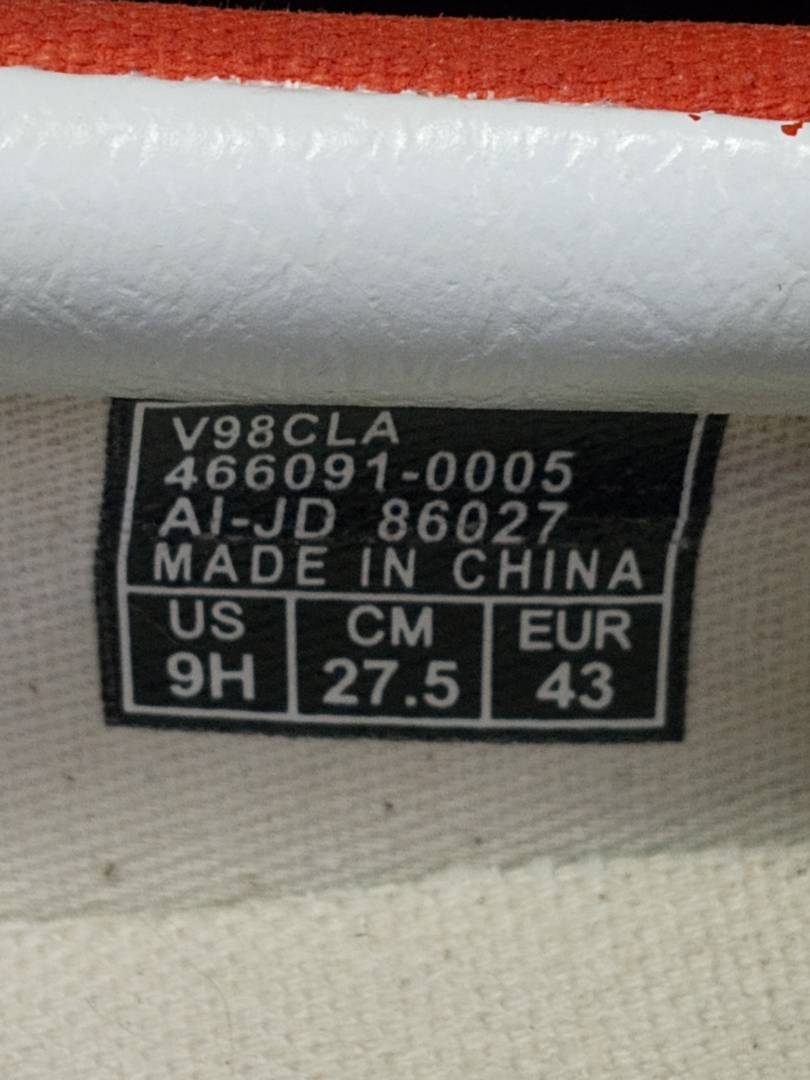 V98CLA
466091-0005
AI-JD 86027
MADE IN CHINA
US CM EUR
9H 27.5 43